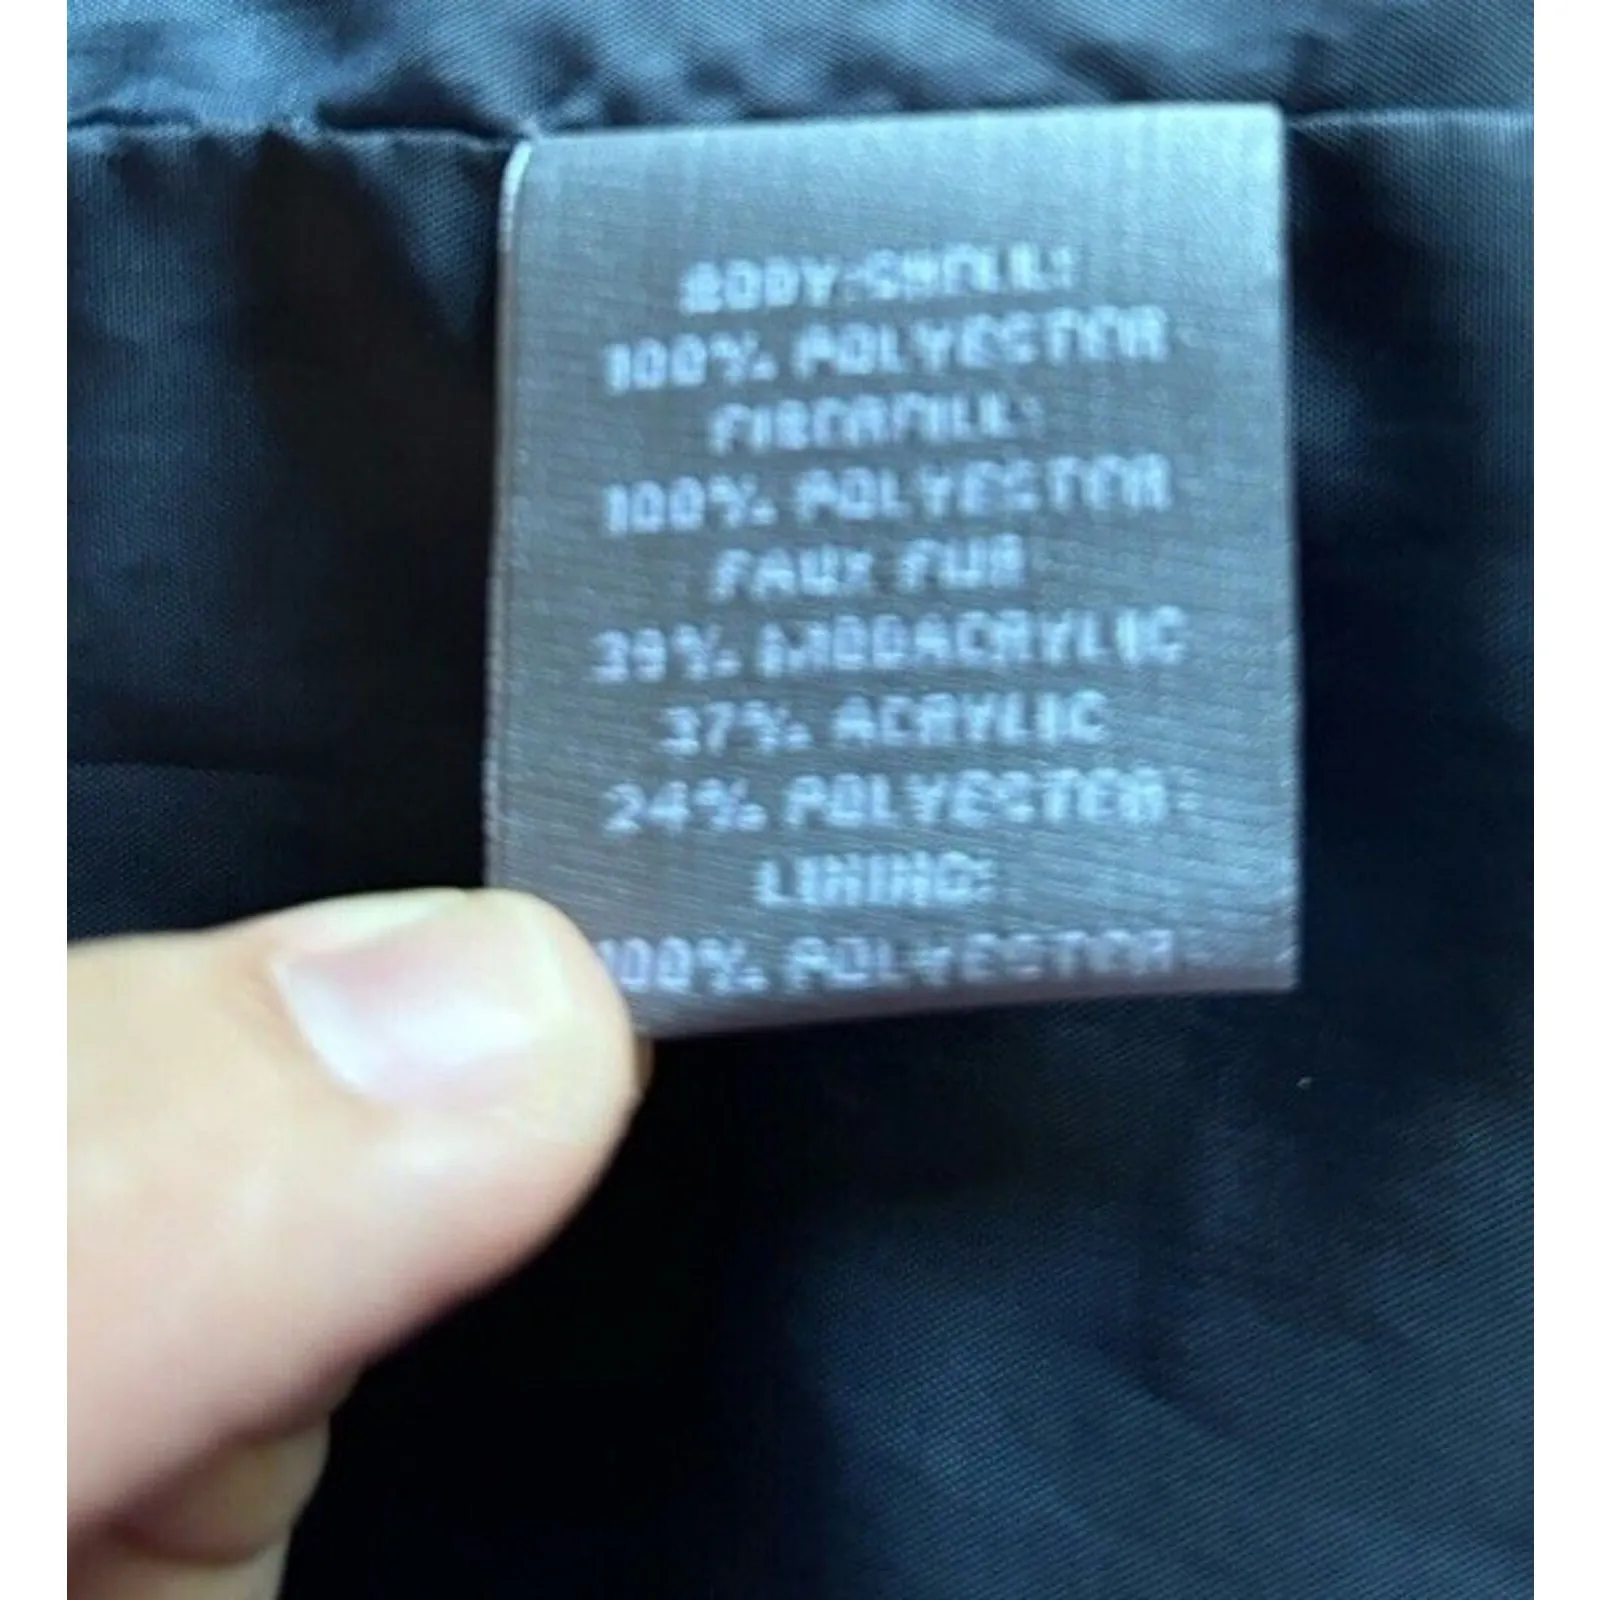 BODY/SHELL:
100% POLYESTER
FIBERFILL:
100% POLYESTER
FAUX FUR
39% MODACRYLIC
37% ACRYLIC
24% POLYESTER
LINING:
100% POLYESTER